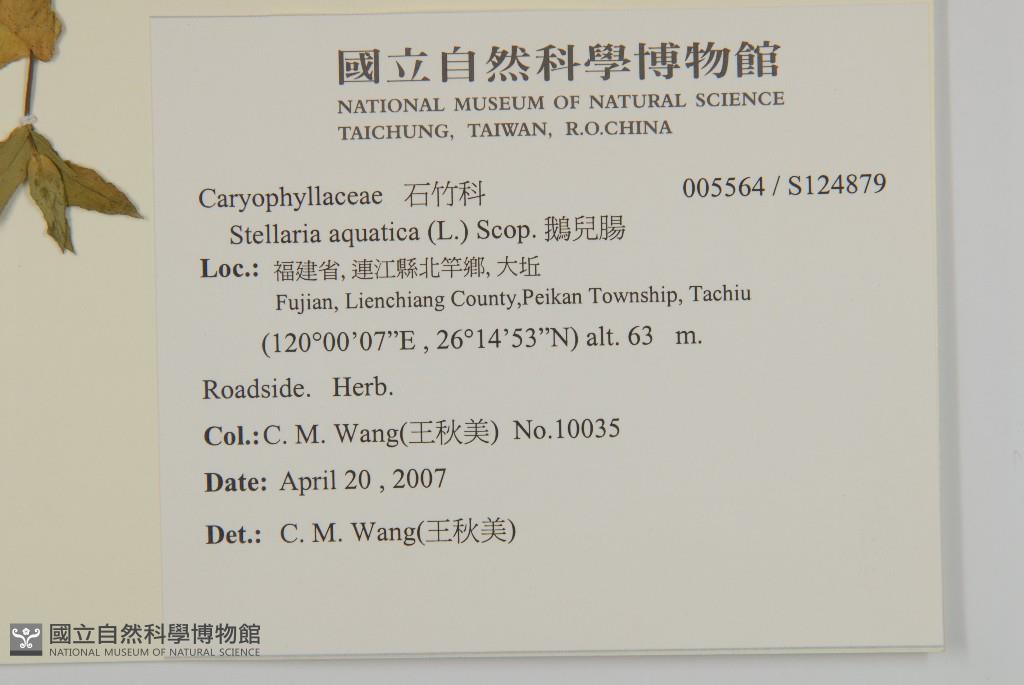 國立自然科學博物館
NATIONAL MUSEUM OF NATURAL SCIENCE
TAICHUNG, TAIWAN, R.O.CHINA
Caryophyllaceae 石竹科 005564 / S124879
Stellaria aquatica (L.) Scop. 鵝兒腸
Loc.: 福建省, 連江縣北竿鄉, 大坵
Fujian, Lienchiang County,Peikan Township, Tachiu
(120°00’07”E , 26°14’53”N) alt. 63 m.
Roadside. Herb.
Col.: C. M. Wang(王秋美) No.10035
Date: April 20 , 2007
Det.: C. M. Wang(王秋美)
國立自然科學博物館
NATIONAL MUSEUM OF NATURAL SCIENCE